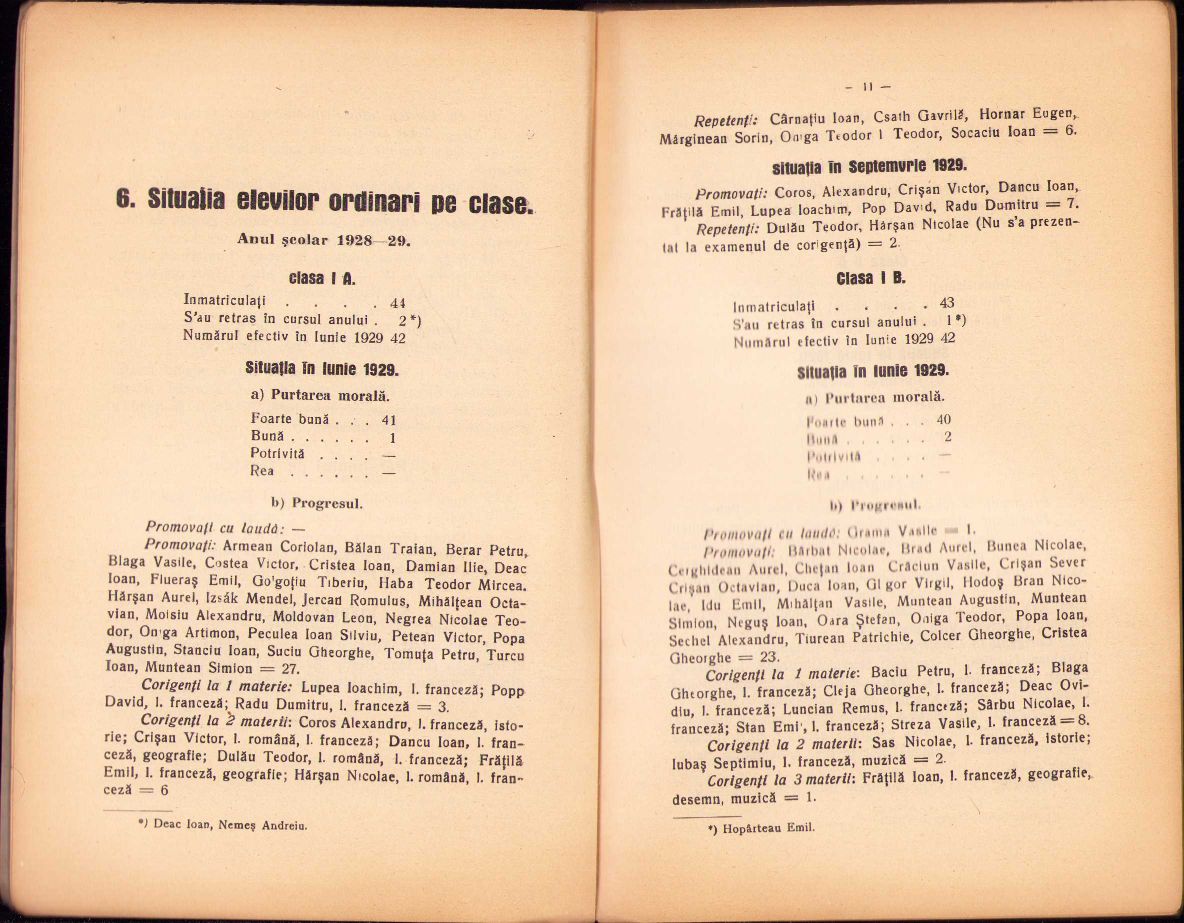 6. Situația elevilor ordinari pe clase.
Anul școlar 1928—29.
Clasa I A.
Inmatriculați . . . . 44
S'au retras în cursul anului . 2*)
Numărul efectiv în Iunie 1929 42
Situația în Iunie 1929.
a) Purtarea morală.
Foarte bună . . . 41
Bună . . . . . . 1
Potrivită . . . . —
Rea . . . . . . —
b) Progresul.
Promovați cu laudă: —
Promovați: Armean Coriolan, Bălan Traian, Berar Petru,
Blaga Vasile, Costea Victor, Cristea Ioan, Damian Ilie, Deac
Ioan, Flueraș Emil, Gołgoțiu Tiberiu, Haba Teodor Mircea.
Hârșan Aurel, Izsák Mendel, Jercan Romulus, Mihălțean Octa-
vian, Moisiu Alexandru, Moldovan Leon, Negrea Nicolae Teo-
dor, Oniga Artimon, Peculea Ioan Silviu, Petean Victor, Popa
Augustin, Stanciu Ioan, Suciu Gheorghe, Tomuța Petru, Turcu
Ioan, Muntean Simion = 27.
Corigenți la 1 materie: Lupea Ioachim, l. franceză; Popp
David, l. franceză; Radu Dumitru, l. franceză = 3.
Corigenți la 2 materii: Coros Alexandru, l. franceză, isto-
rie; Crișan Victor, l. română, l. franceză; Dancu Ioan, l. fran-
ceză, geografie; Dulău Teodor, l. română, l. franceză; Frățilă
Emil, l. franceză, geografie; Hârșan Nicolae, l. română, l. fran-
ceză = 6
*) Deac Ioan, Nemeș Andreiu.
— 11 —
Repetenți: Cârnațiu Ioan, Csath Gavrilă, Hornar Eugen,
Mărginean Sorin, Oniga Teodor I Teodor, Socaciu Ioan = 6.
Situația în Septemvrie 1929.
Promovați: Coros, Alexandru, Crișan Victor, Dancu Ioan,
Frățilă Emil, Lupea Ioachim, Pop David, Radu Dumitru = 7.
Repetenți: Dulău Teodor, Hârșan Nicolae (Nu s'a prezen-
tat la examenul de corigență) = 2.
Clasa I B.
Inmatriculați . . . . 43
S'au retras în cursul anului . 1*)
Numărul efectiv în Iunie 1929 42
Situația în Iunie 1929.
a) Purtarea morală.
Foarte bună . . . 40
Bună . . . . . . 2
Potrivită . . . . —
Rea . . . . . . —
b) Progresul.
Promovați cu laudă: Grama Vasile = 1.
Promovați: Bărbat Nicolae, Brad Aurel, Bunea Nicolae,
Cerghidean Aurel, Chețan Ioan Crăciun Vasile, Crișan Sever
Crișan Octavian, Duca Ioan, Gligor Virgil, Hodoș Bran Nico-
lae, Idu Emil, Mihălțan Vasile, Muntean Augustin, Muntean
Simion, Neguș Ioan, Oara Ștefan, Oniga Teodor, Popa Ioan,
Sechel Alexandru, Tiurean Patrichie, Colcer Gheorghe, Cristea
Gheorghe = 23.
Corigenți la 1 materie: Baciu Petru, l. franceză; Blaga
Gheorghe, l. franceză; Cleja Gheorghe, l. franceză; Deac Ovi-
diu, l. franceză; Luncian Remus, l. franceză; Sârbu Nicolae, l.
franceză; Stan Emil, l. franceză; Streza Vasile, l. franceză = 8.
Corigenți la 2 materii: Sas Nicolae, l. franceză, istorie;
Iubaș Septimiu, l. franceză, muzică = 2.
Corigenți la 3 materii: Frățilă Ioan, l. franceză, geografie,
desemn, muzică = 1.
*) Hopârteau Emil.